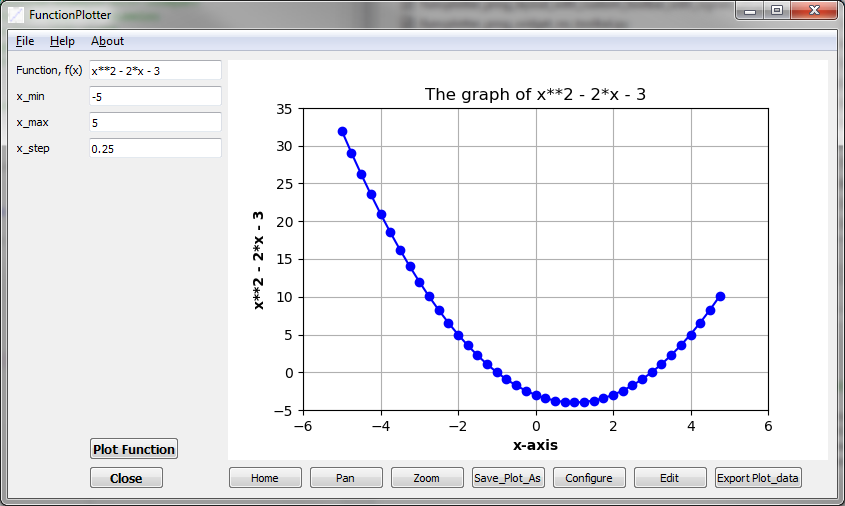 FunctionPlotter
File Help About
Function, f(x) x**2 - 2*x - 3
x_min -5
x_max 5
x_step 0.25
The graph of x**2 - 2*x - 3
x**2 - 2*x - 3
35
30
25
20
15
10
5
0
−5
−6 −4 −2 0 2 4 6
x-axis
Plot Function
Close
Home Pan Zoom Save_Plot_As Configure Edit Export Plot_data